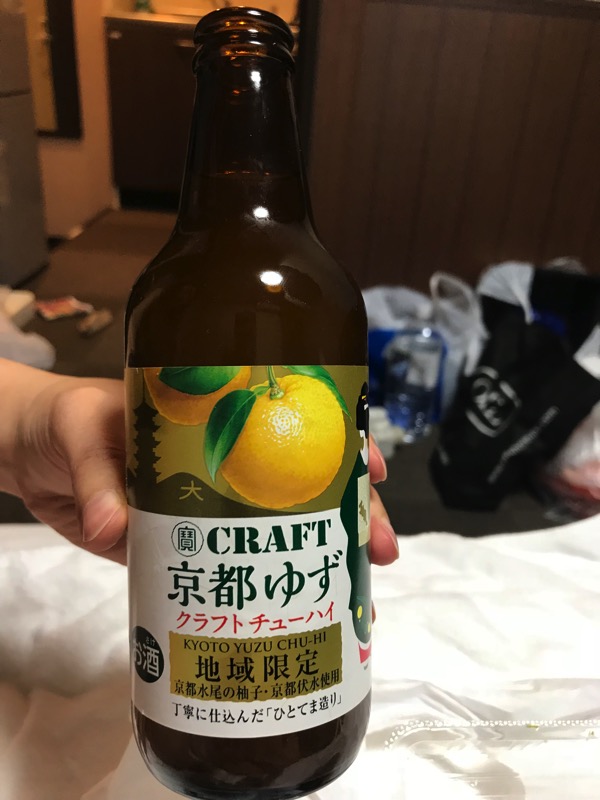 大
寶 CRAFT
京都ゆず
クラフトチューハイ
KYOTO YUZU CHU-HI
地域限定
京都水尾の柚子・京都伏水使用
丁寧に仕込んだ「ひとてま造り」
さけ
お酒